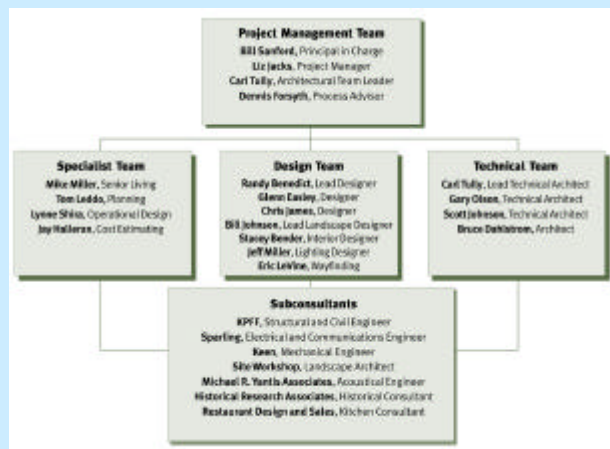 Project Management Team
Bill Sanford, Principal in Charge
Liz Jacks, Project Manager
Carl Tully, Architectural Team Leader
Dennis Forsyth, Process Advisor
Specialist Team
Mike Miller, Senior Living
Tom Leddo, Planning
Lynne Shira, Operational Design
Jay Halleran, Cost Estimating
Design Team
Randy Benedict, Lead Designer
Glenn Easley, Designer
Chris James, Designer
Bill Johnson, Lead Landscape Designer
Stacey Bender, Interior Designer
Jeff Miller, Lighting Designer
Eric LeVine, Wayfinding
Technical Team
Carl Tully, Lead Technical Architect
Gary Olson, Technical Architect
Scott Johnson, Technical Architect
Bruce Dahlstrom, Architect
Subconsultants
KPFF, Structural and Civil Engineer
Sparling, Electrical and Communications Engineer
Keen, Mechanical Engineer
Site Workshop, Landscape Architect
Michael R. Yantis Associates, Acoustical Engineer
Historical Research Associates, Historical Consultant
Restaurant Design and Sales, Kitchen Consultant